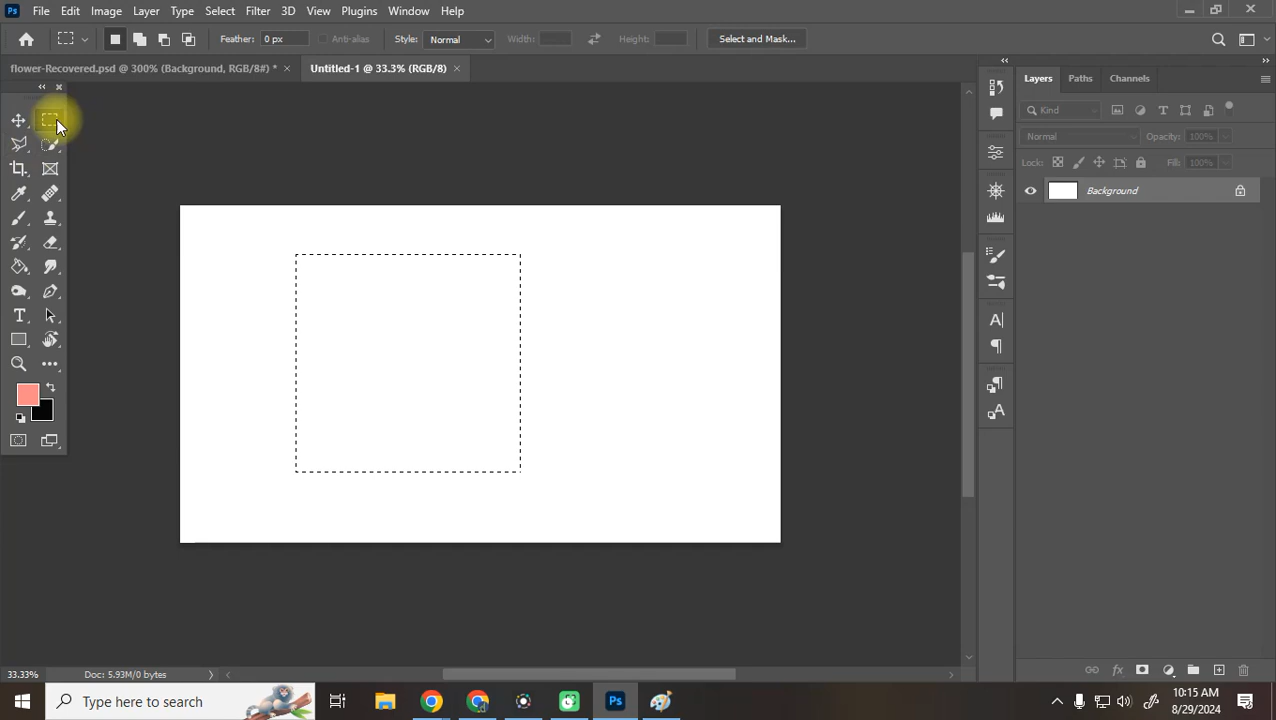 Ps File Edit Image Layer Type Select Filter 3D View Plugins Window Help
Feather: 0 px Anti-alias Style: Normal Width: Height: Select and Mask...
flower-Recovered.psd @ 300% (Background, RGB/8#) * × Untitled-1 @ 33.3% (RGB/8) ×
Layers Paths Channels
Kind
Normal Opacity: 100%
Lock: Fill: 100%
Background
33.33% Doc: 5.93M/0 bytes
Type here to search
Ps
10:15 AM
8/29/2024